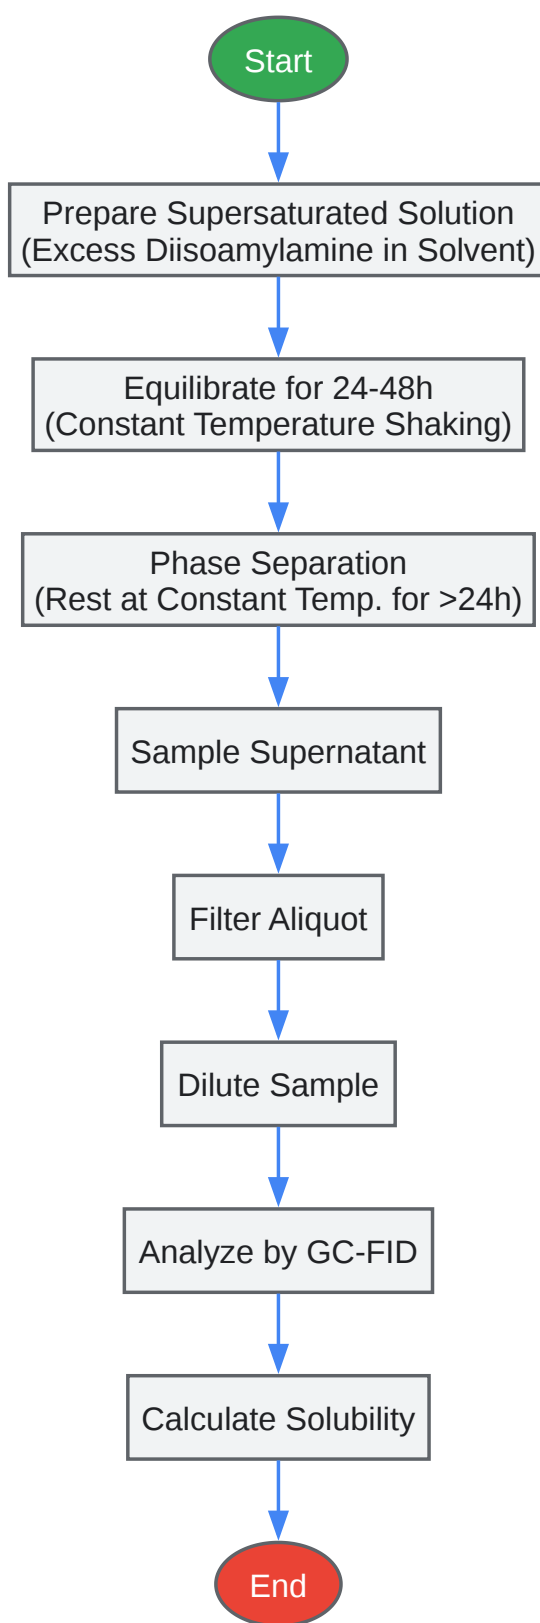 Start
Prepare Supersaturated Solution
(Excess Diisoamylamine in Solvent)
Equilibrate for 24-48h
(Constant Temperature Shaking)
Phase Separation
(Rest at Constant Temp. for >24h)
Sample Supernatant
Filter Aliquot
Dilute Sample
Analyze by GC-FID
Calculate Solubility
End